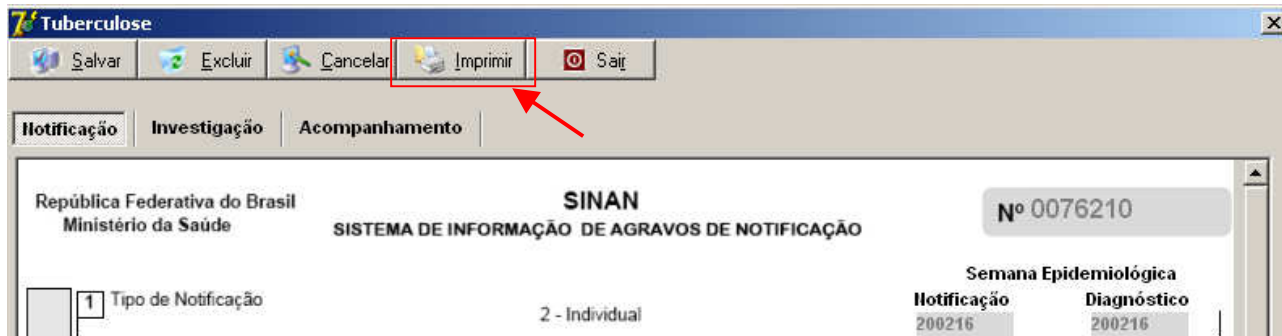 Tuberculose
Salvar Excluir Cancelar Imprimir Sair
Notificação Investigação Acompanhamento
República Federativa do Brasil
Ministério da Saúde
SINAN
SISTEMA DE INFORMAÇÃO DE AGRAVOS DE NOTIFICAÇÃO
Nº 0076210
Semana Epidemiológica
Notificação Diagnóstico
200216 200216
1 Tipo de Notificação
2 - Individual